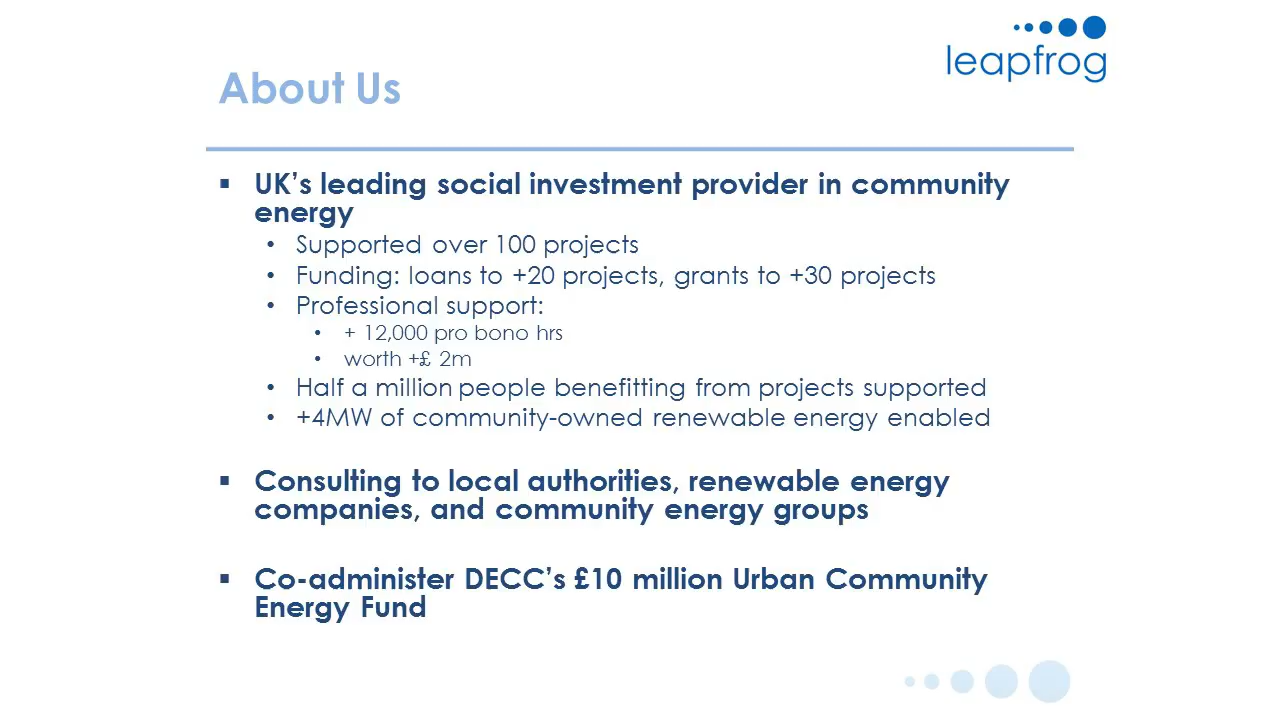 leapfrog
About Us
▪ UK’s leading social investment provider in community
energy
• Supported over 100 projects
• Funding: loans to +20 projects, grants to +30 projects
• Professional support:
• + 12,000 pro bono hrs
• worth +£ 2m
• Half a million people benefitting from projects supported
• +4MW of community-owned renewable energy enabled
▪ Consulting to local authorities, renewable energy
companies, and community energy groups
▪ Co-administer DECC’s £10 million Urban Community
Energy Fund